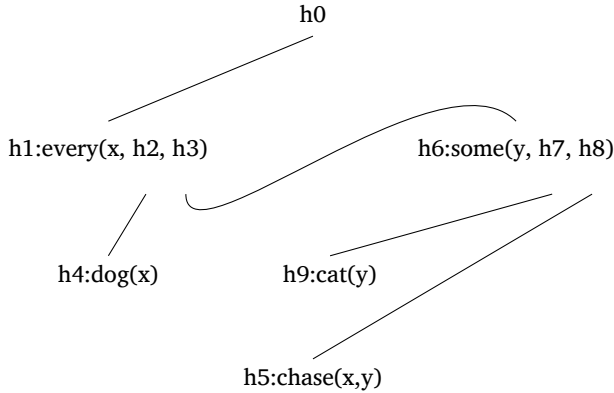 h0
h1:every(x, h2, h3)
h6:some(y, h7, h8)
h4:dog(x)
h9:cat(y)
h5:chase(x,y)